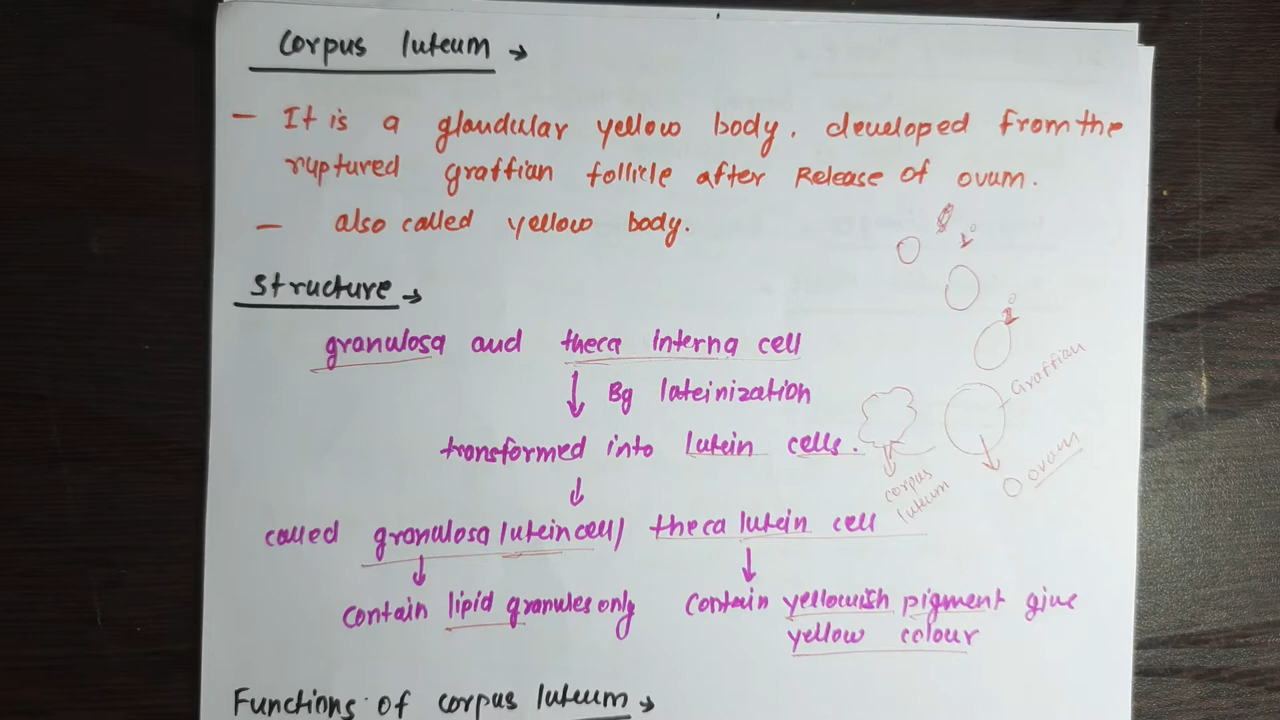 Corpus luteum →
- It is a glandular yellow body. developed from the
ruptured graffian follicle after Release of ovum.
- also called yellow body.
Structure →
granulosa and theca Interna cell
↓ By lateinization
transformed into lutein cells.
↓
called granulosa lutein cell/ theca lutein cell
↓ ↓
contain lipid granules only
Contain yellowish pigment give
yellow colour
Graffian
ovum
corpus
luteum
Functions of corpus luteum →